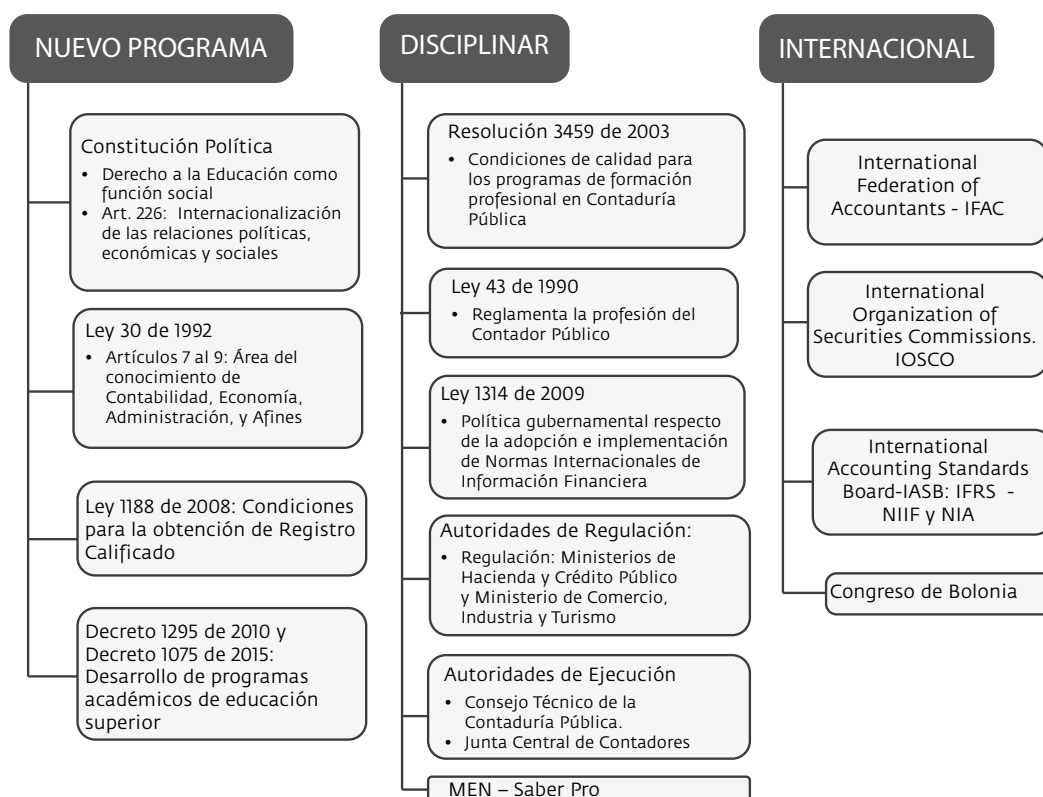 NUEVO PROGRAMA
Constitución Política
• Derecho a la Educación como
función social
• Art. 226: Internacionalización
de las relaciones políticas,
económicas y sociales
Ley 30 de 1992
• Artículos 7 al 9: Área del
conocimiento de
Contabilidad, Economía,
Administración, y Afines
Ley 1188 de 2008: Condiciones
para la obtención de Registro
Calificado
Decreto 1295 de 2010 y
Decreto 1075 de 2015:
Desarrollo de programas
académicos de educación
superior
DISCIPLINAR
Resolución 3459 de 2003
• Condiciones de calidad para
los programas de formación
profesional en Contaduría
Pública
Ley 43 de 1990
• Reglamenta la profesión del
Contador Público
Ley 1314 de 2009
• Política gubernamental respecto
de la adopción e implementación
de Normas Internacionales de
Información Financiera
Autoridades de Regulación:
• Regulación: Ministerios de
Hacienda y Crédito Público
y Ministerio de Comercio,
Industria y Turismo
Autoridades de Ejecución
• Consejo Técnico de la
Contaduría Pública.
• Junta Central de Contadores
MEN – Saber Pro
INTERNACIONAL
International
Federation of
Accountants - IFAC
International
Organization of
Securities Commissions.
IOSCO
International
Accounting Standards
Board-IASB: IFRS -
NIIF y NIA
Congreso de Bolonia